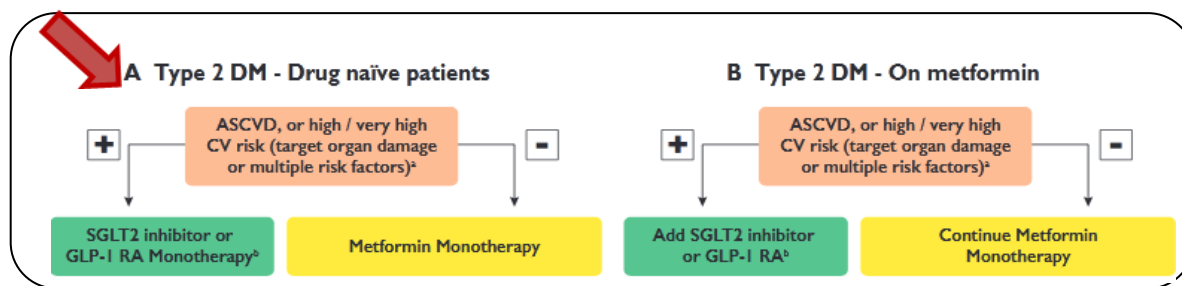 A Type 2 DM - Drug naïve patients
+
ASCVD, or high / very high
CV risk (target organ damage
or multiple risk factors)ᵃ
-
SGLT2 inhibitor or
GLP-1 RA Monotherapyᵇ
Metformin Monotherapy
B Type 2 DM - On metformin
+
ASCVD, or high / very high
CV risk (target organ damage
or multiple risk factors)ᵃ
-
Add SGLT2 inhibitor
or GLP-1 RAᵇ
Continue Metformin
Monotherapy